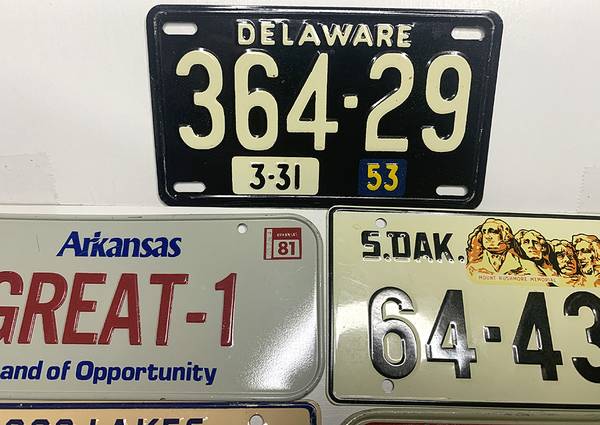 DELAWARE
364-29
3-31
53
Arkansas
81
GREAT-1
and of Opportunity
S.DAK.
MOUNT RUSHMORE MEMORIAL
64-43
LAKES